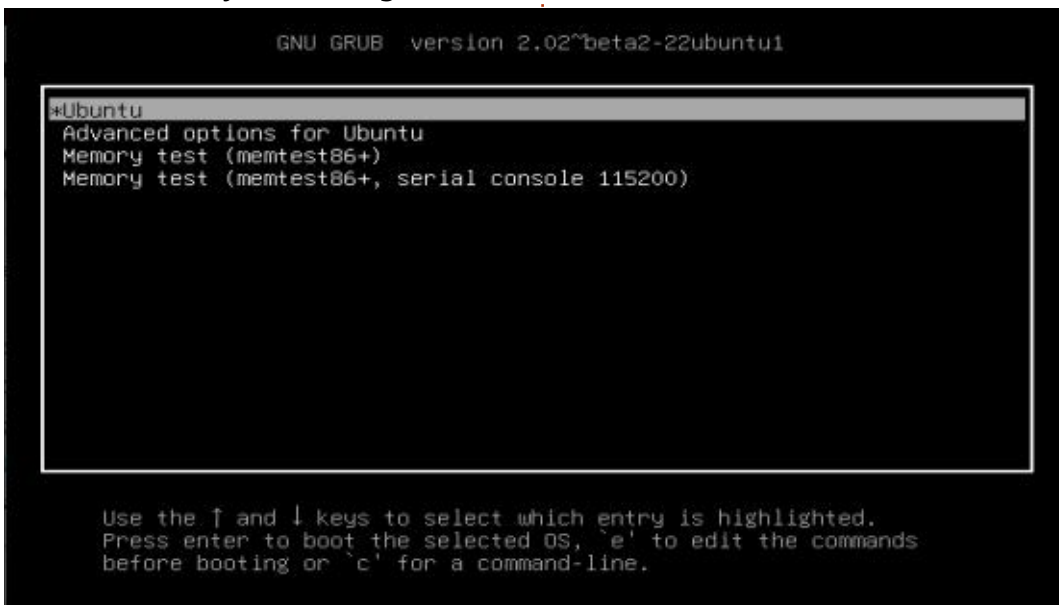 GNU GRUB  version 2.02~beta2-22ubuntu1
*Ubuntu
Advanced options for Ubuntu
Memory test (memtest86+)
Memory test (memtest86+, serial console 115200)
Use the ↑ and ↓ keys to select which entry is highlighted.
Press enter to boot the selected OS, `e' to edit the commands
before booting or `c' for a command-line.